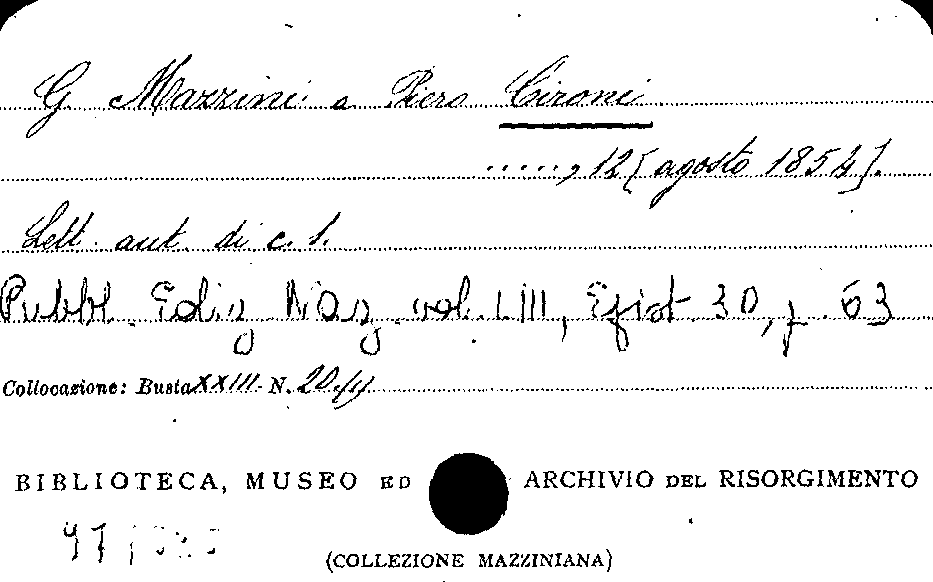 G Mazzini a Piero Cironi
......, 12 [agosto 1854].
Lett. aut. di c. 1.
Pubbl. Ediz Naz. vol. LIII, Epist. 30, p. 63
Collocazione: Busta XXIII - N. 20/
BIBLIOTECA, MUSEO ED ARCHIVIO DEL RISORGIMENTO
(COLLEZIONE MAZZINIANA)